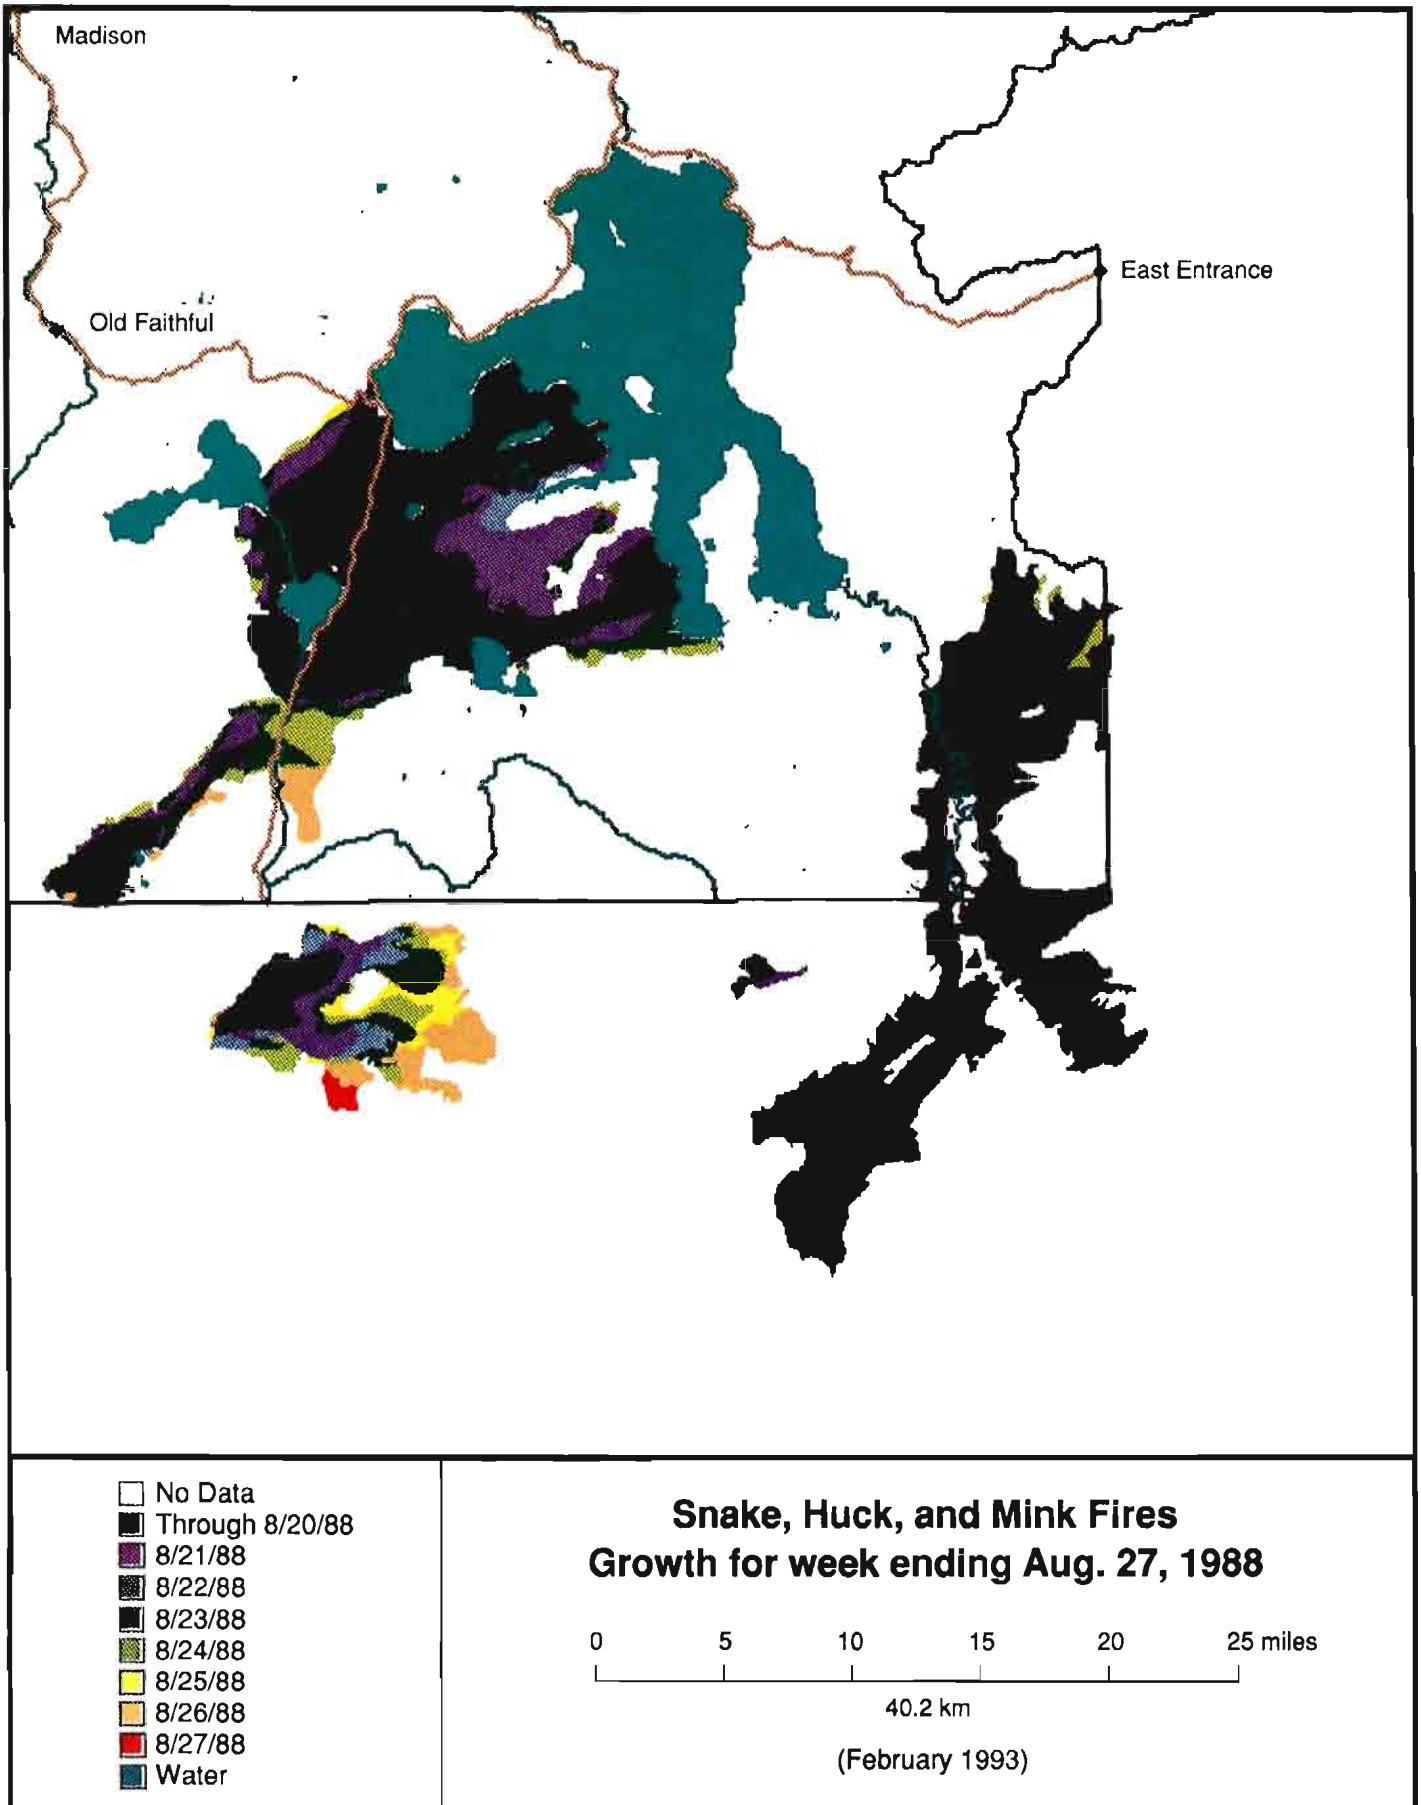 Madison
East Entrance
Old Faithful
No Data
Through 8/20/88
8/21/88
8/22/88
8/23/88
8/24/88
8/25/88
8/26/88
8/27/88
Water
Snake, Huck, and Mink Fires
Growth for week ending Aug. 27, 1988
0 5 10 15 20 25 miles
40.2 km
(February 1993)